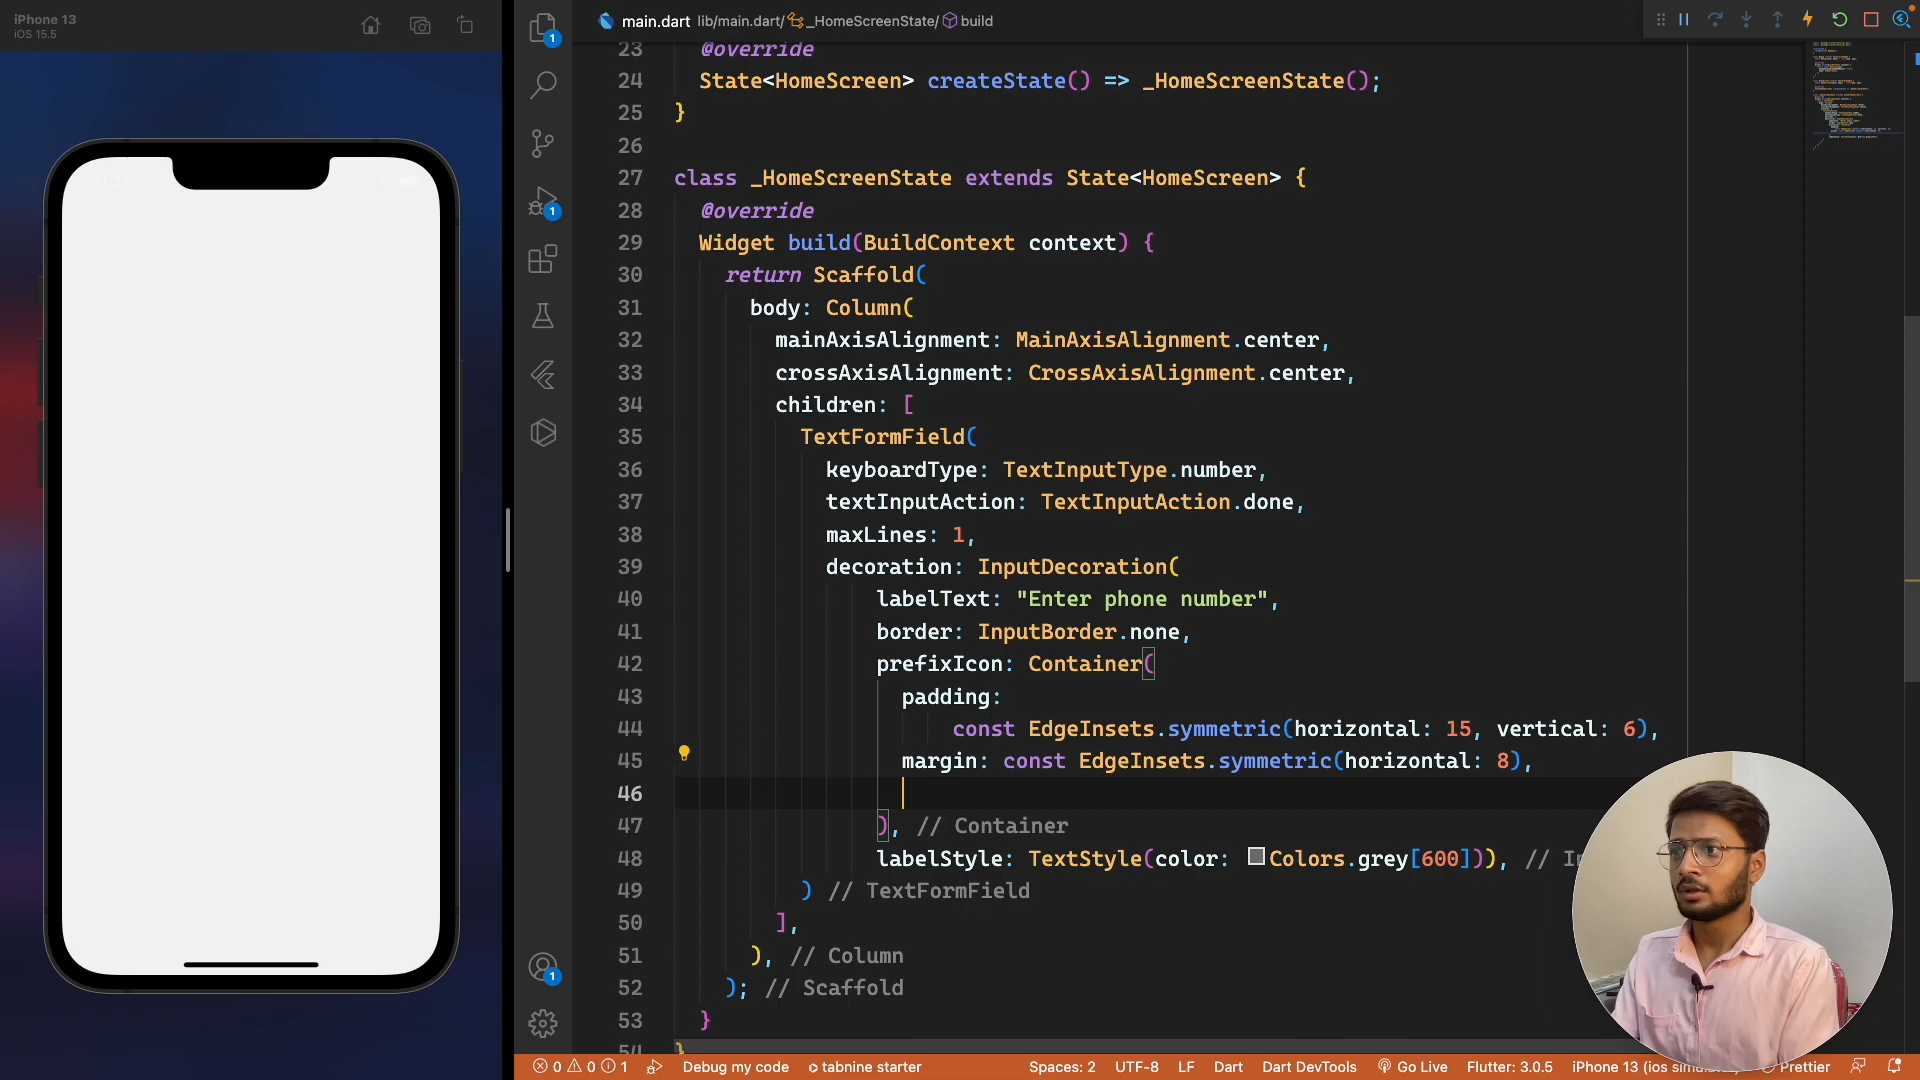 iPhone 13
iOS 15.5
main.dart lib/main.dart/ _HomeScreenState/ build
1
1
1
23 @override
24 State<HomeScreen> createState() => _HomeScreenState();
25 }
26
27 class _HomeScreenState extends State<HomeScreen> {
28 @override
29 Widget build(BuildContext context) {
30 return Scaffold(
31 body: Column(
32 mainAxisAlignment: MainAxisAlignment.center,
33 crossAxisAlignment: CrossAxisAlignment.center,
34 children: [
35 TextFormField(
36 keyboardType: TextInputType.number,
37 textInputAction: TextInputAction.done,
38 maxLines: 1,
39 decoration: InputDecoration(
40 labelText: "Enter phone number",
41 border: InputBorder.none,
42 prefixIcon: Container(
43 padding:
44 const EdgeInsets.symmetric(horizontal: 15, vertical: 6),
45 margin: const EdgeInsets.symmetric(horizontal: 8),
46
47 ), // Container
48 labelStyle: TextStyle(color: Colors.grey[600])), //
49 ) // TextFormField
50 ],
51 ), // Column
52 ); // Scaffold
53 }
54 }
0 0 1 Debug my code tabnine starter Spaces: 2 UTF-8 LF Dart Dart DevTools Go Live Flutter: 3.0.5 iPhone 13 (ios Prettier